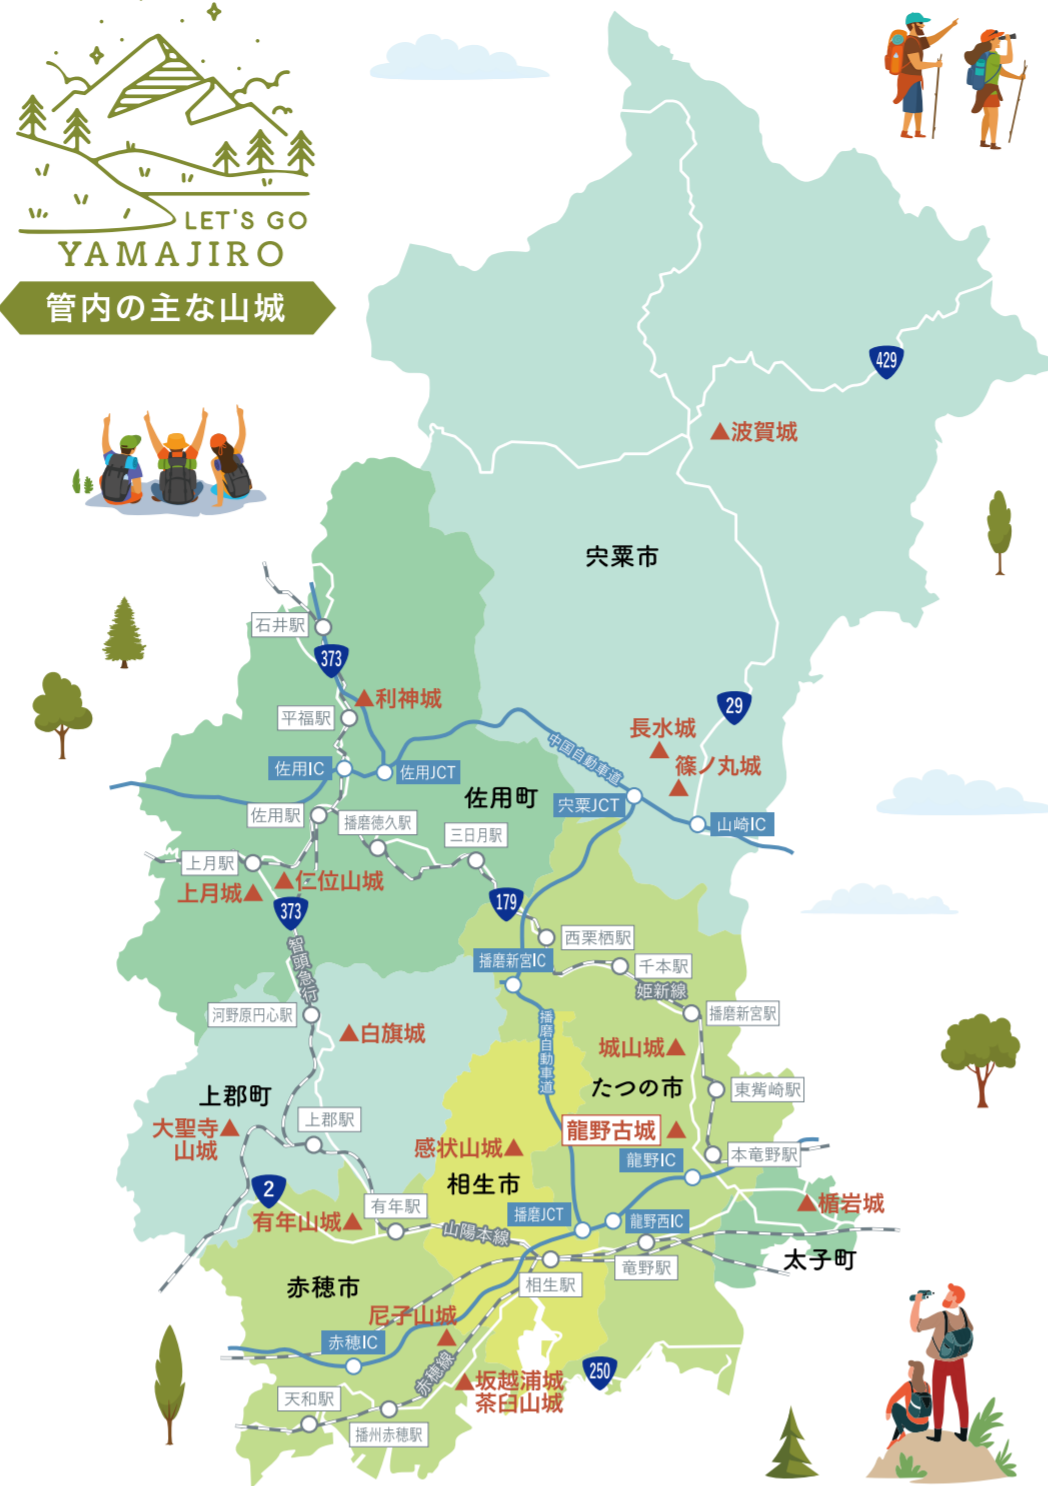 LET'S GO
YAMAJIRO
管内の主な山城
429
波賀城
宍粟市
石井駅
373
利神城
平福駅
29
長水城
中国自動車道
篠ノ丸城
佐用IC
佐用JCT
佐用町
宍粟JCT
佐用駅
播磨徳久駅
三日月駅
山崎IC
上月駅
仁位山城
上月城
373
179
智頭急行
西栗栖駅
播磨新宮IC
千本駅
姫新線
河野原円心駅
播磨新宮駅
播磨自動車道
白旗城
城山城
たつの市
上郡町
東觜崎駅
大聖寺
山城
上郡駅
龍野古城
感状山城
本竜野駅
龍野IC
相生市
2
有年駅
楯岩城
有年山城
播磨JCT
龍野西IC
山陽本線
太子町
竜野駅
赤穂市
相生駅
尼子山城
赤穂IC
250
赤穂線
坂越浦城
茶臼山城
天和駅
播州赤穂駅